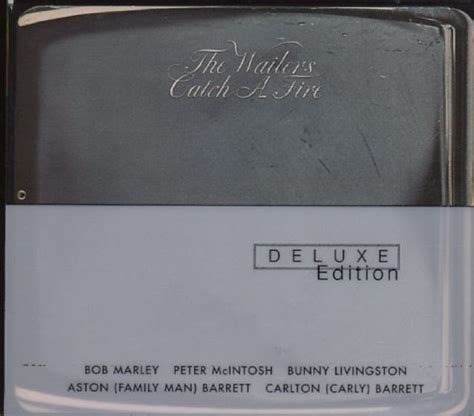 The Wailers
Catch A Fire
DELUXE
Edition
BOB MARLEY PETER McINTOSH BUNNY LIVINGSTON
ASTON (FAMILY MAN) BARRETT CARLTON (CARLY) BARRETT